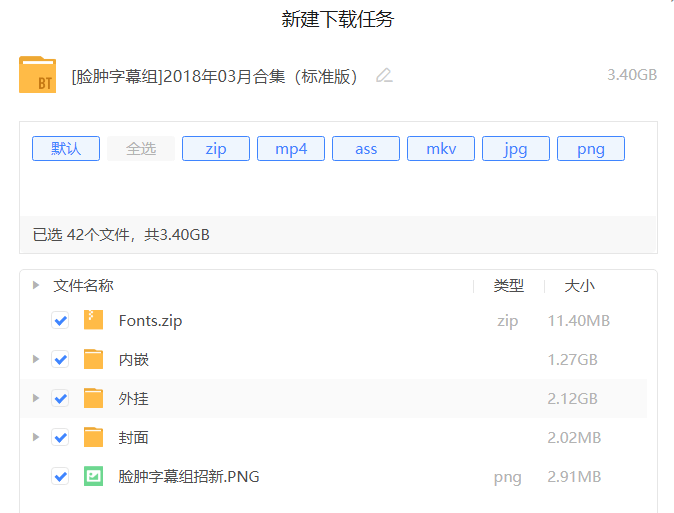 新建下载任务
BT
[脸肿字幕组]2018年03月合集（标准版）
3.40GB
默认 全选 zip mp4 ass mkv jpg png
已选 42个文件，共3.40GB
文件名称 类型 大小
Fonts.zip zip 11.40MB
内嵌 1.27GB
外挂 2.12GB
封面 2.02MB
脸肿字幕组招新.PNG png 2.91MB